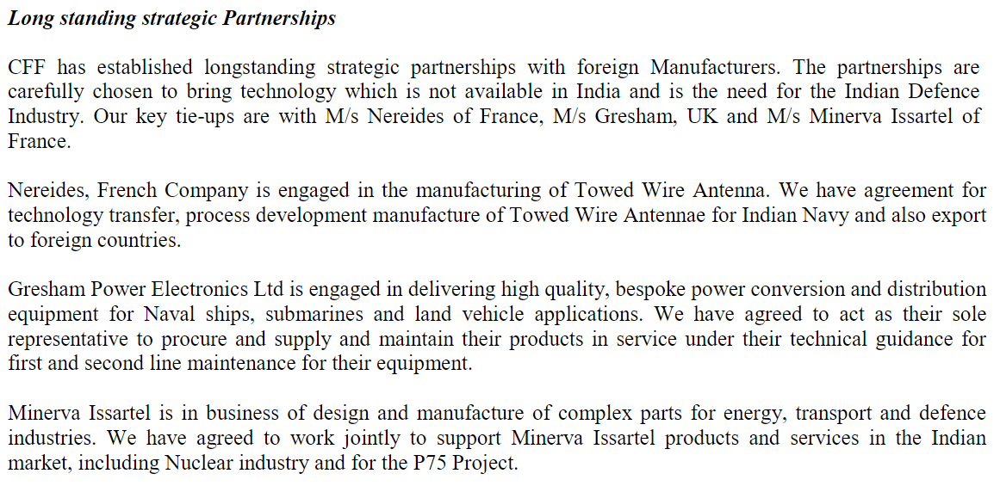 Long standing strategic Partnerships
CFF has established longstanding strategic partnerships with foreign Manufacturers. The partnerships are
carefully chosen to bring technology which is not available in India and is the need for the Indian Defence
Industry. Our key tie-ups are with M/s Nereides of France, M/s Gresham, UK and M/s Minerva Issartel of
France.
Nereides, French Company is engaged in the manufacturing of Towed Wire Antenna. We have agreement for
technology transfer, process development manufacture of Towed Wire Antennae for Indian Navy and also export
to foreign countries.
Gresham Power Electronics Ltd is engaged in delivering high quality, bespoke power conversion and distribution
equipment for Naval ships, submarines and land vehicle applications. We have agreed to act as their sole
representative to procure and supply and maintain their products in service under their technical guidance for
first and second line maintenance for their equipment.
Minerva Issartel is in business of design and manufacture of complex parts for energy, transport and defence
industries. We have agreed to work jointly to support Minerva Issartel products and services in the Indian
market, including Nuclear industry and for the P75 Project.